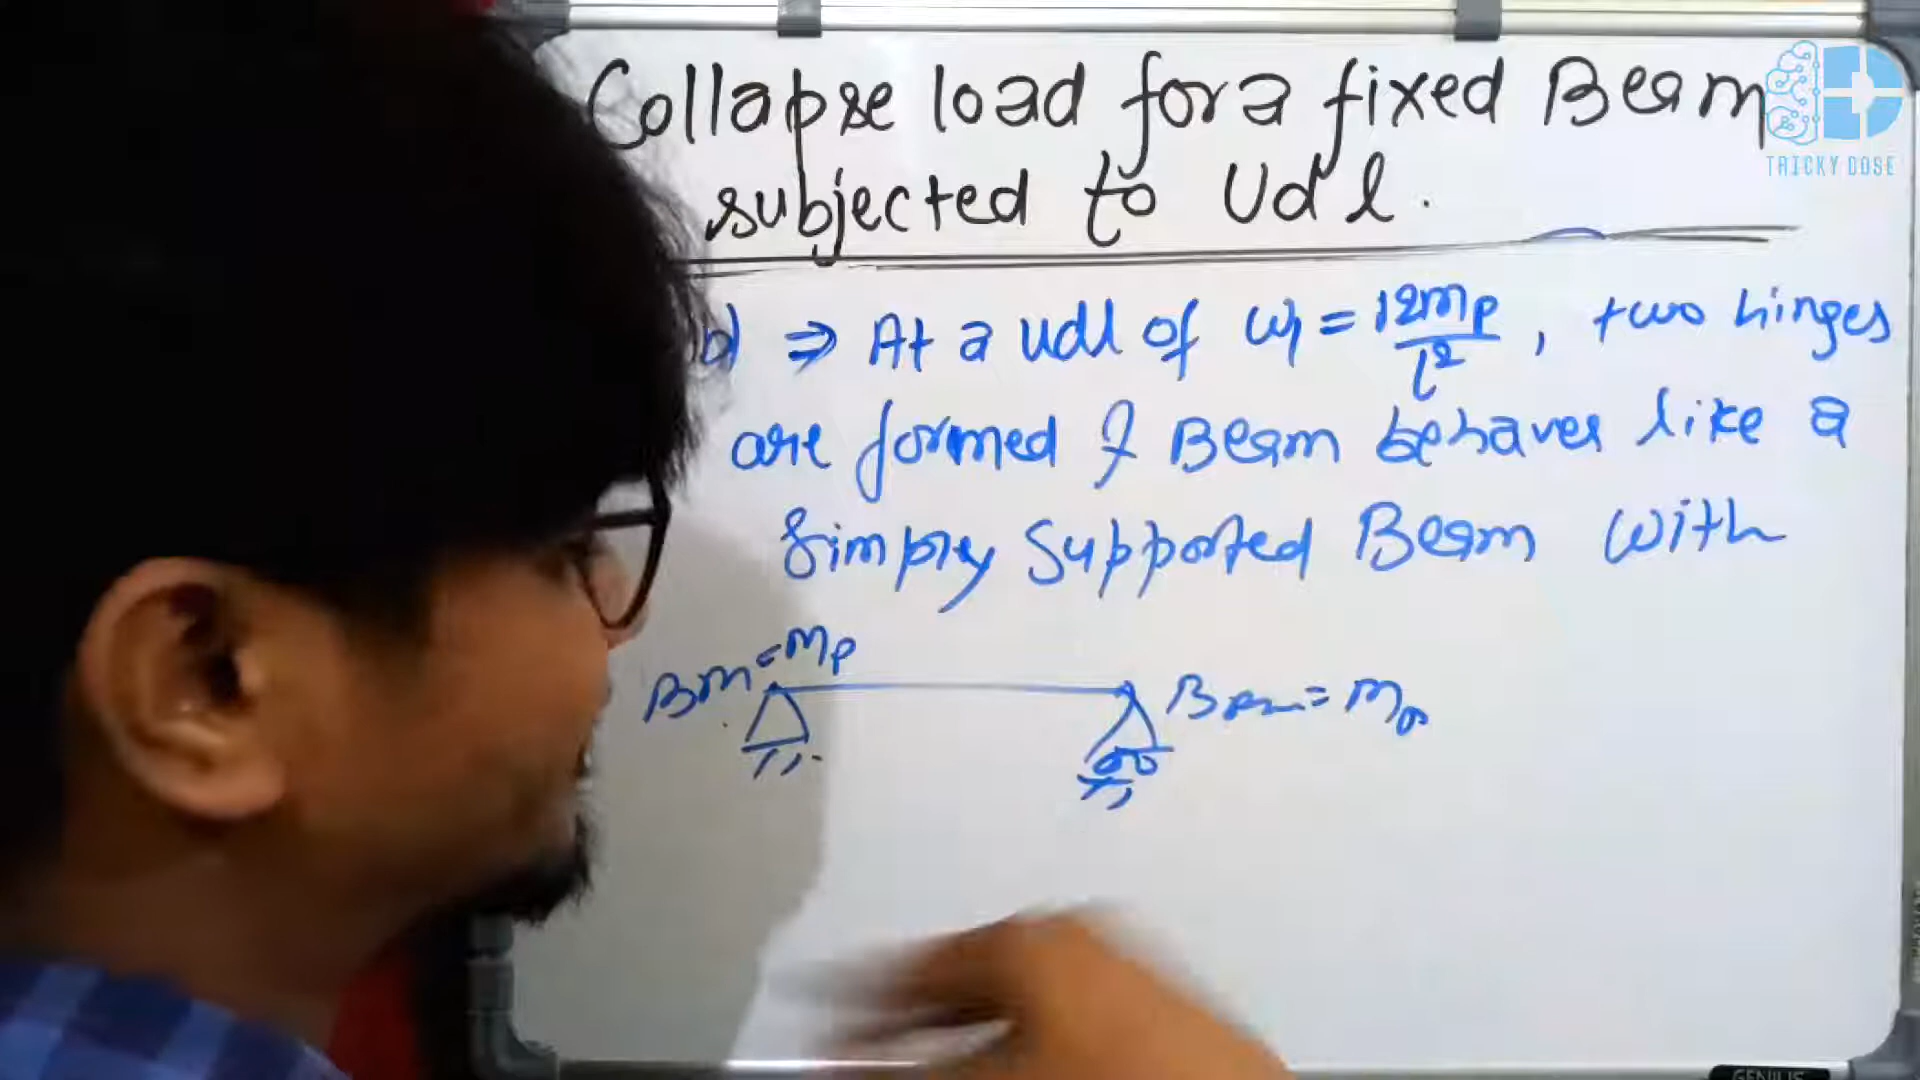 Collapse load for a fixed Beam
subjected to Udl.
TRICKY DOSE
b) ⇒ At a udl of w₁ = 12Mp/l², two hinges
are formed & Beam behaves like a
Simply Supported Beam with
BM = Mp
BM = Mp
GENIUS